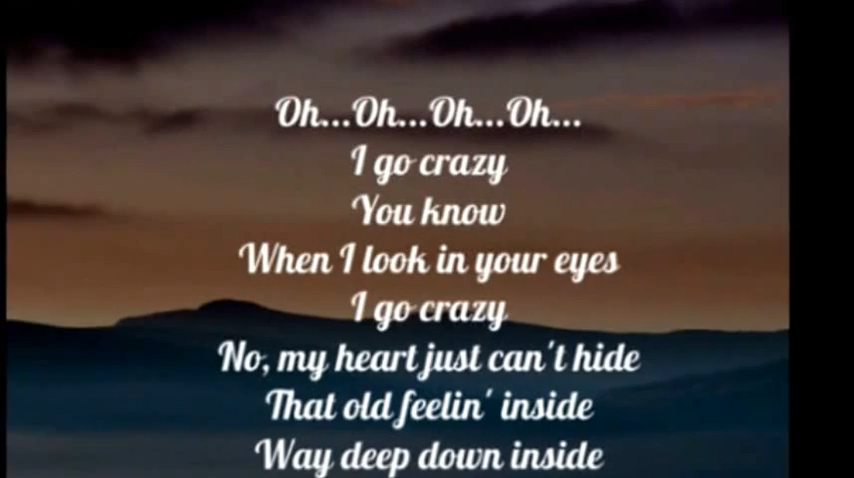 Oh...Oh...Oh...Oh...
I go crazy
You know
When I look in your eyes
I go crazy
No, my heart just can't hide
That old feelin' inside
Way deep down inside